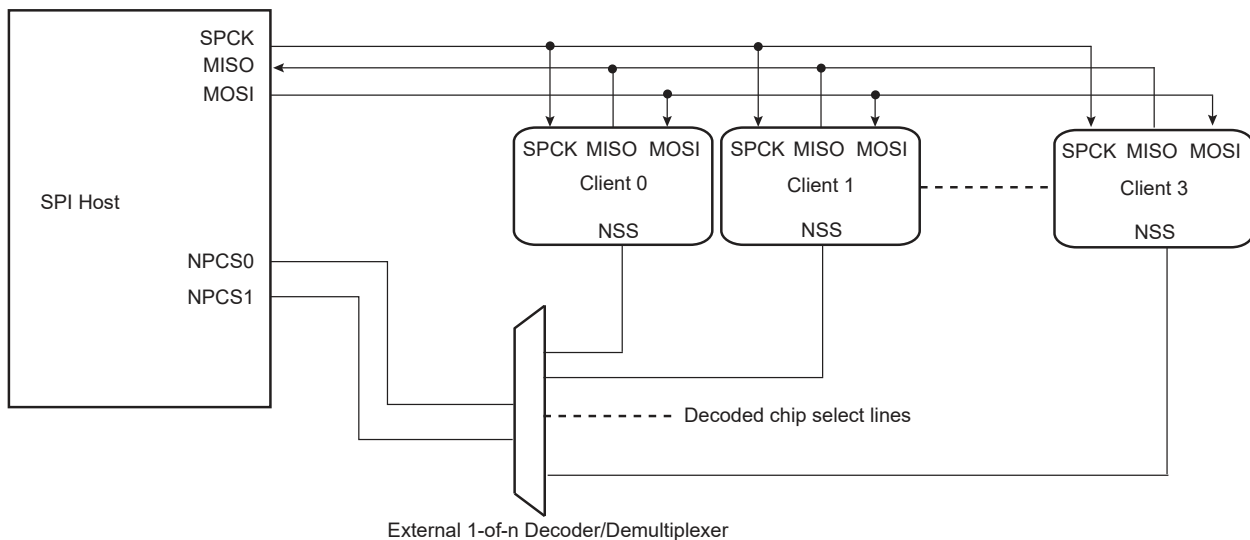 SPCK
MISO
MOSI
SPI Host
NPCS0
NPCS1
SPCK MISO MOSI
Client 0
NSS
SPCK MISO MOSI
Client 1
NSS
SPCK MISO MOSI
Client 3
NSS
Decoded chip select lines
External 1-of-n Decoder/Demultiplexer